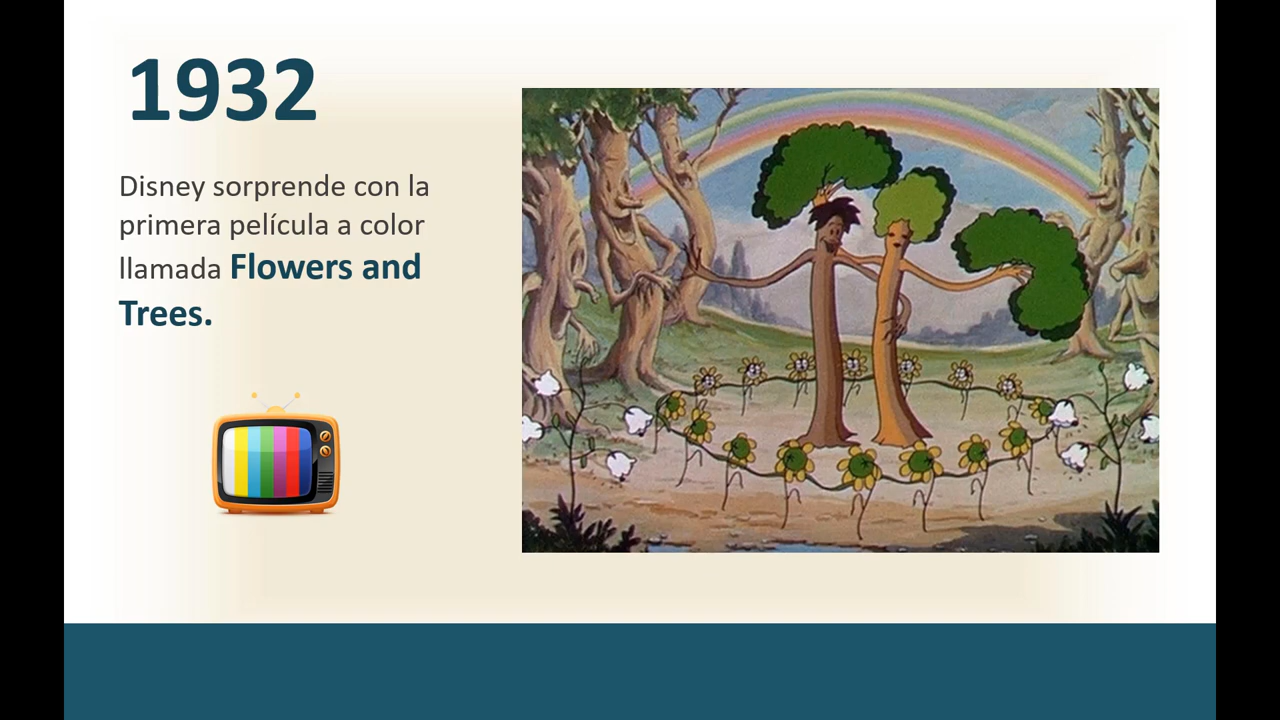 1932
Disney sorprende con la
primera película a color
llamada Flowers and
Trees.